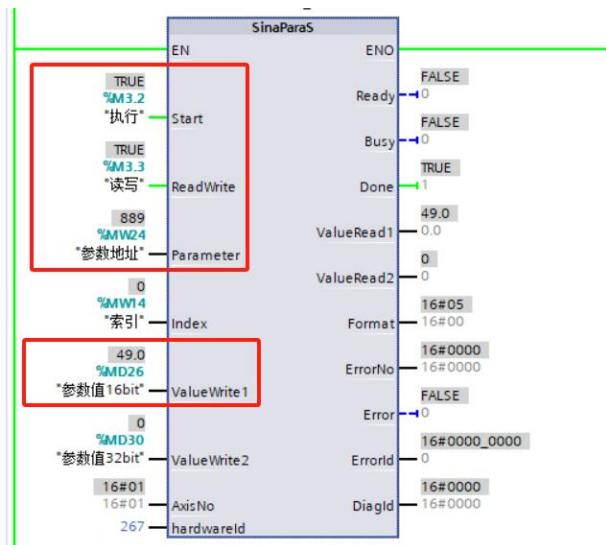 SinaParaS
EN ENO
TRUE
%M3.2
"执行" Start
FALSE
Ready 0
FALSE
Busy 0
TRUE
%M3.3
"读写" ReadWrite
TRUE
Done 1
889
%MW24
"参数地址" Parameter
49.0
ValueRead1 0.0
0
ValueRead2 0
0
%MW14
"索引" Index
16#05
Format 16#00
16#0000
ErrorNo 16#0000
49.0
%MD26
"参数值16bit" ValueWrite1
FALSE
Error 0
0
%MD30
"参数值32bit" ValueWrite2
16#0000_0000
ErrorId 0
16#01
16#01 AxisNo
16#0000
DiagId 16#0000
267 hardwareId